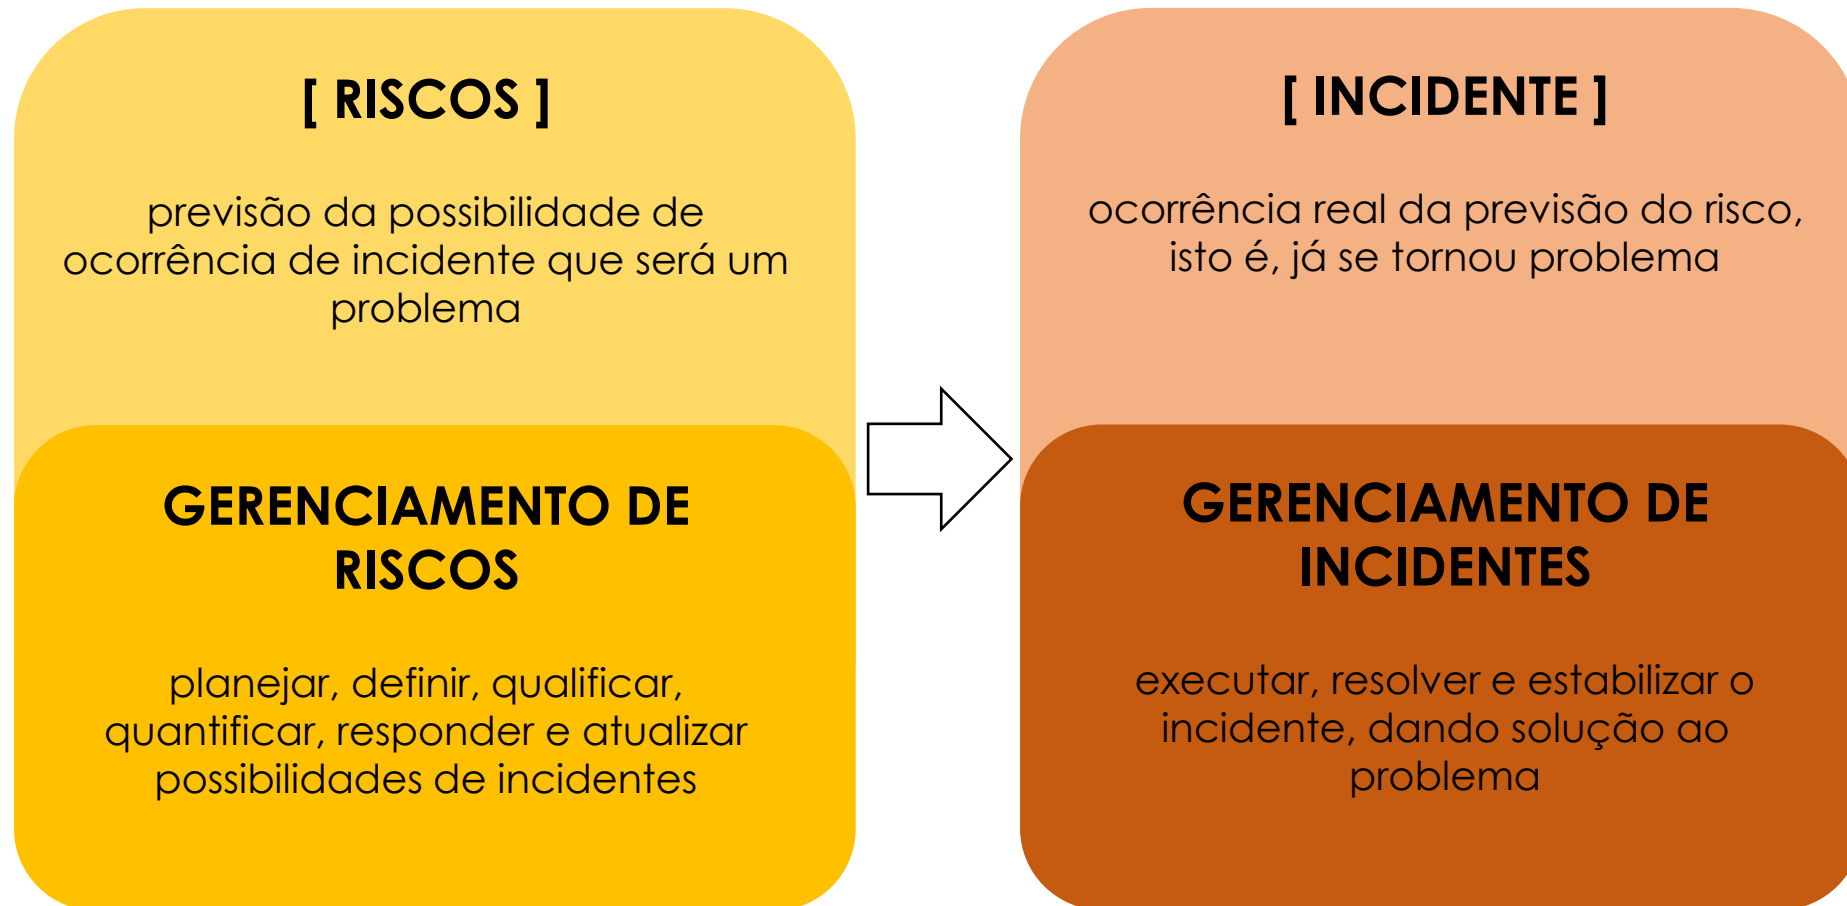 [ RISCOS ]
previsão da possibilidade de
ocorrência de incidente que será um
problema
GERENCIAMENTO DE
RISCOS
planejar, definir, qualificar,
quantificar, responder e atualizar
possibilidades de incidentes
[ INCIDENTE ]
ocorrência real da previsão do risco,
isto é, já se tornou problema
GERENCIAMENTO DE
INCIDENTES
executar, resolver e estabilizar o
incidente, dando solução ao
problema